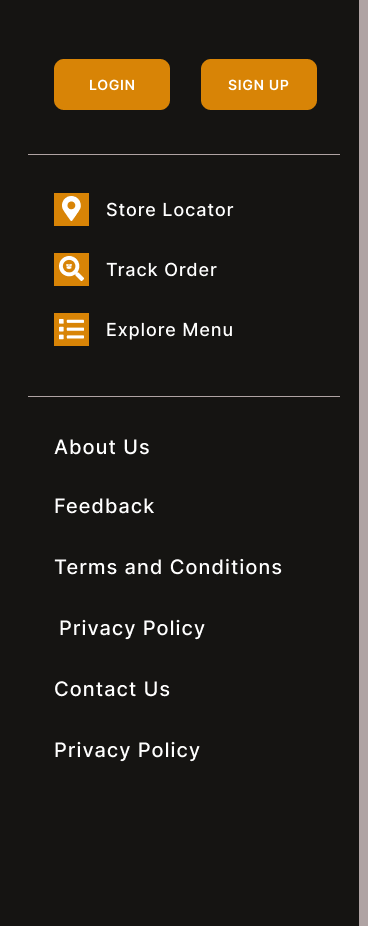 LOGIN SIGN UP
Store Locator
Track Order
Explore Menu
About Us
Feedback
Terms and Conditions
Privacy Policy
Contact Us
Privacy Policy